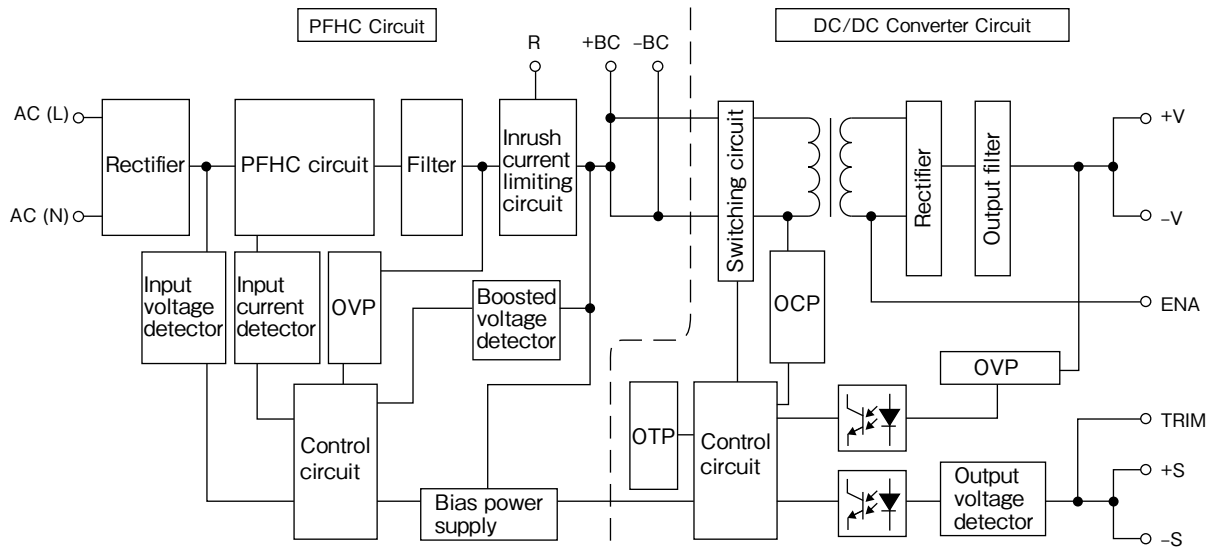 PFHC Circuit
DC/DC Converter Circuit
R
+BC
−BC
AC (L)
AC (N)
Rectifier
PFHC circuit
Filter
Inrush
current
limiting
circuit
Switching circuit
Rectifier
Output filter
+V
−V
ENA
Input
voltage
detector
Input
current
detector
OVP
Boosted
voltage
detector
OCP
OVP
Control
circuit
OTP
Control
circuit
TRIM
+S
−S
Bias power
supply
Output
voltage
detector